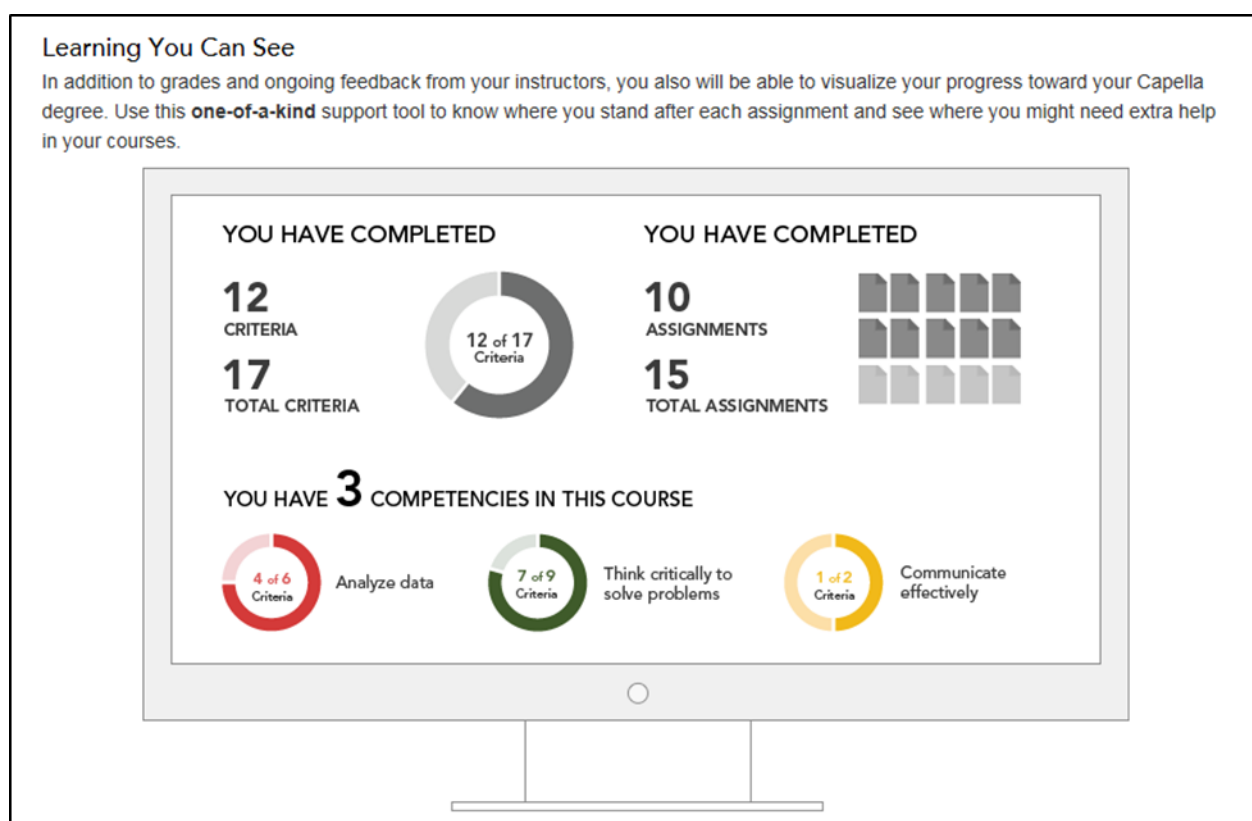 Learning You Can See
In addition to grades and ongoing feedback from your instructors, you also will be able to visualize your progress toward your Capella
degree. Use this one-of-a-kind support tool to know where you stand after each assignment and see where you might need extra help
in your courses.
YOU HAVE COMPLETED
12
CRITERIA
17
TOTAL CRITERIA
12 of 17
Criteria
YOU HAVE COMPLETED
10
ASSIGNMENTS
15
TOTAL ASSIGNMENTS
YOU HAVE 3 COMPETENCIES IN THIS COURSE
4 of 6
Criteria
Analyze data
7 of 9
Criteria
Think critically to
solve problems
1 of 2
Criteria
Communicate
effectively